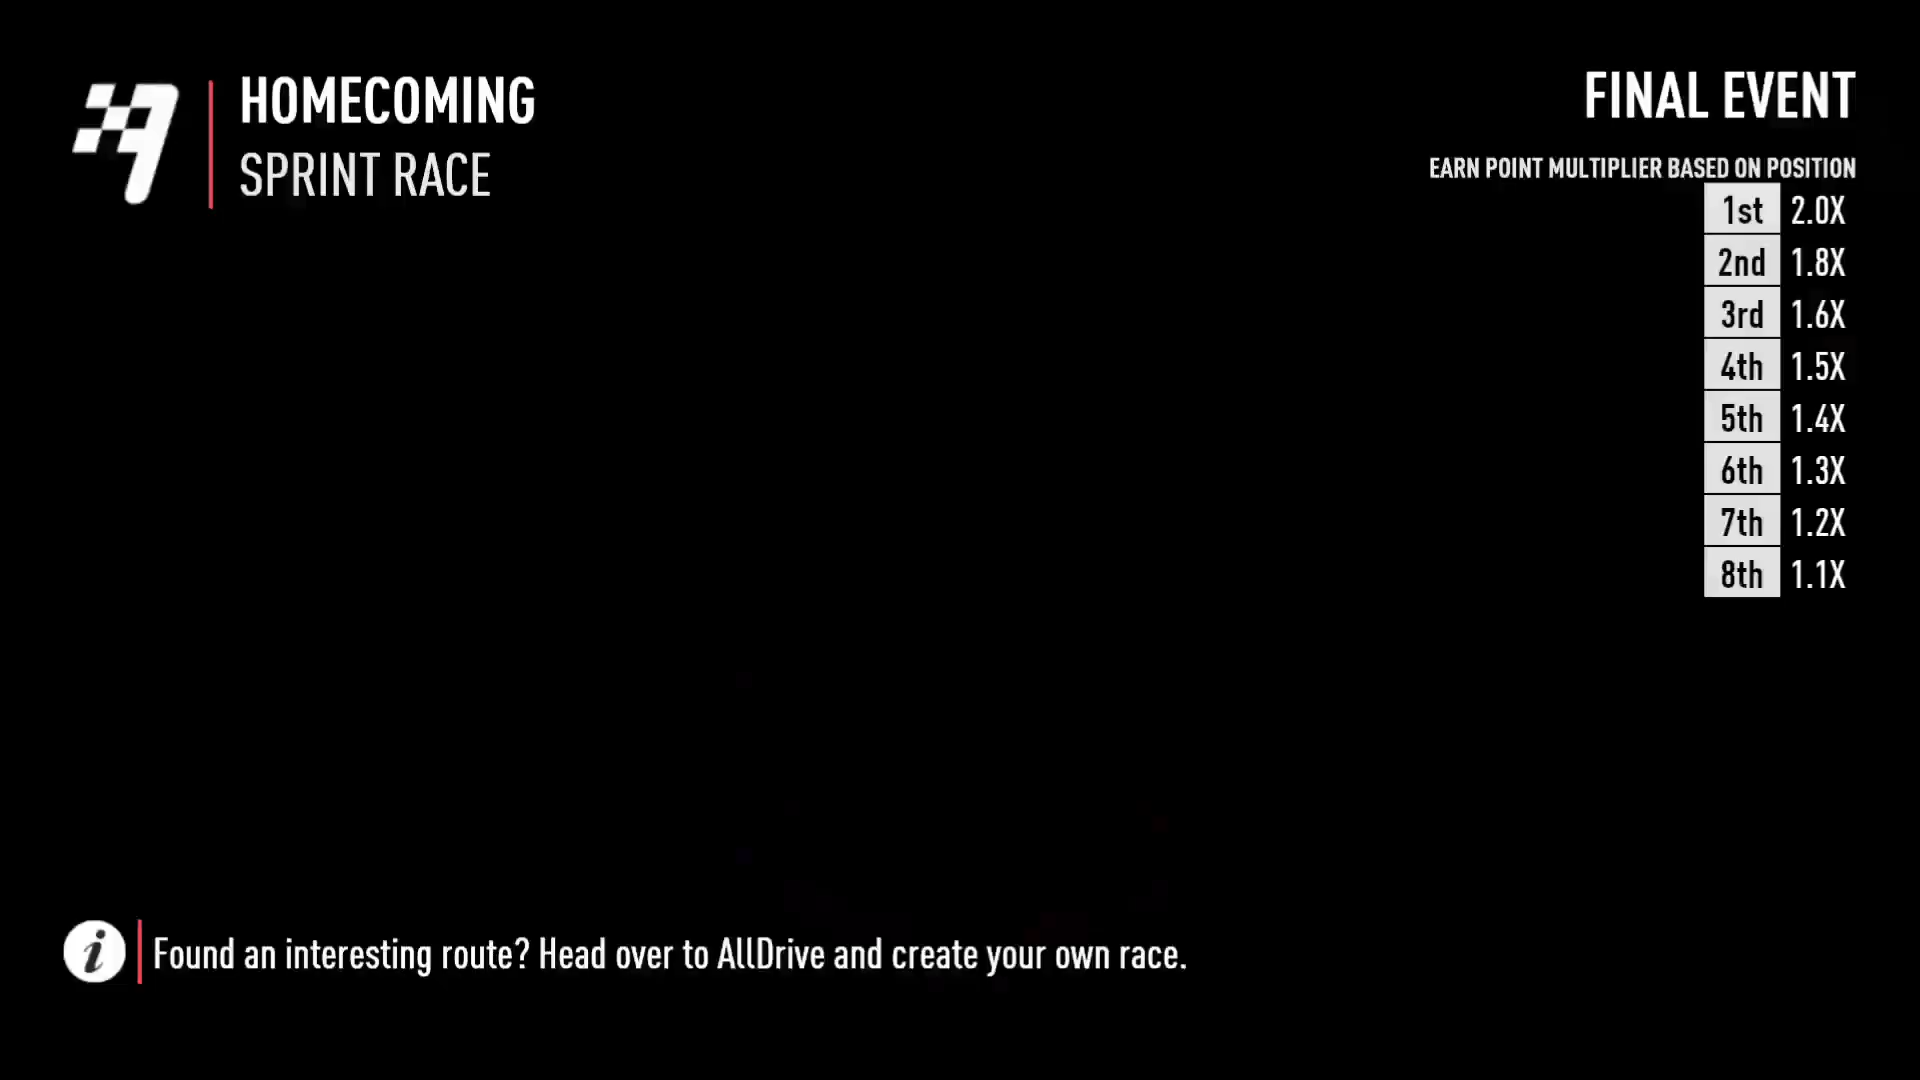 HOMECOMING
SPRINT RACE
FINAL EVENT
EARN POINT MULTIPLIER BASED ON POSITION
1st 2.0X
2nd 1.8X
3rd 1.6X
4th 1.5X
5th 1.4X
6th 1.3X
7th 1.2X
8th 1.1X
Found an interesting route? Head over to AllDrive and create your own race.